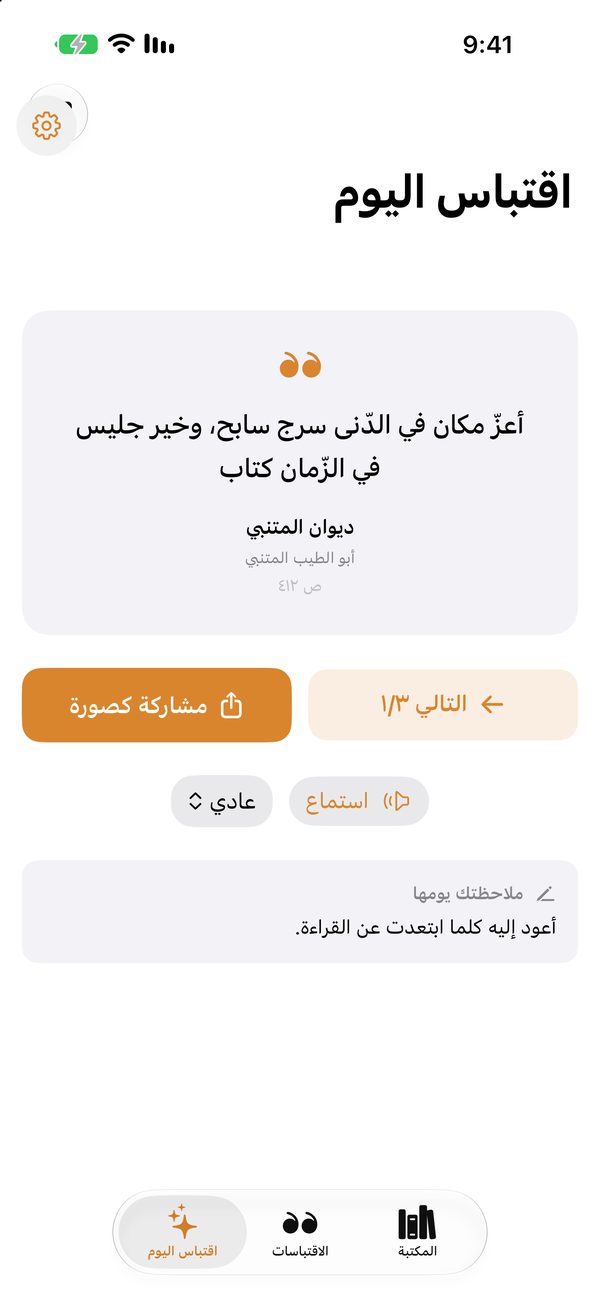 9:41
اقتباس اليوم
أعزّ مكان في الدّنى سرج سابح، وخير جليس
في الزّمان كتاب
ديوان المتنبي
أبو الطيب المتنبي
ص ٤١٢
التالي ١/٣
مشاركة كصورة
استماع
عادي
ملاحظتك يومها
أعود إليه كلما ابتعدت عن القراءة.
المكتبة
الاقتباسات
اقتباس اليوم